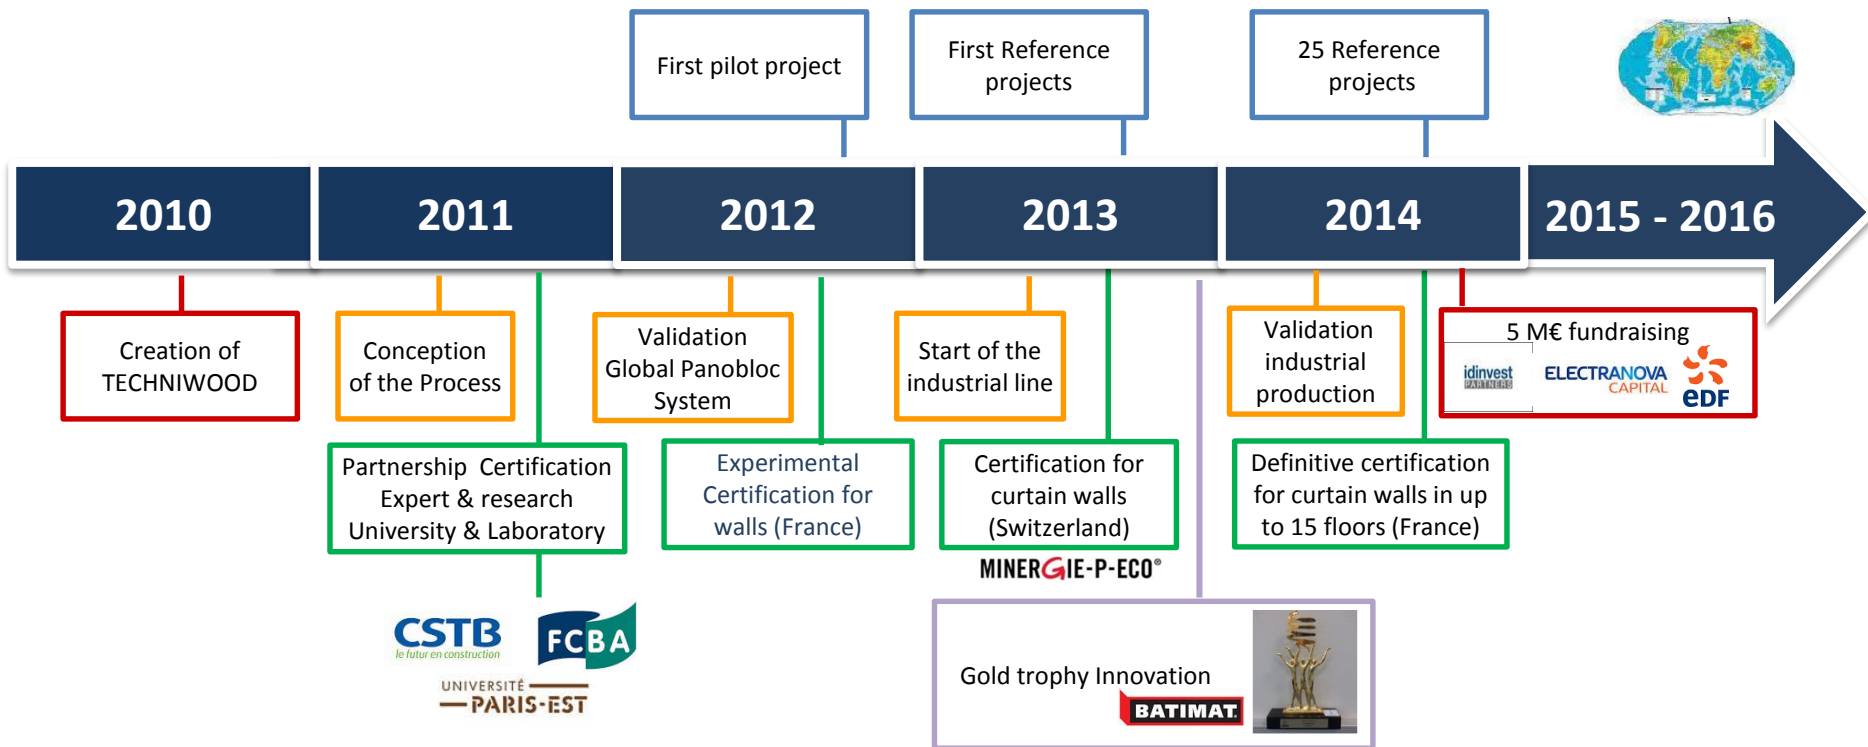 First pilot project
First Reference
projects
25 Reference
projects
2010
2011
2012
2013
2014
2015 - 2016
Creation of
TECHNIWOOD
Conception
of the Process
Validation
Global Panobloc
System
Start of the
industrial line
Validation
industrial
production
5 M€ fundraising
idinvest
PARTNERS
ELECTRANOVA
CAPITAL
eDF
Partnership Certification
Expert & research
University & Laboratory
Experimental
Certification for
walls (France)
Certification for
curtain walls
(Switzerland)
Definitive certification
for curtain walls in up
to 15 floors (France)
MINERGIE-P-ECO®
CSTB
le futur en construction
FCBA
UNIVERSITÉ
PARIS-EST
Gold trophy Innovation
BATIMAT